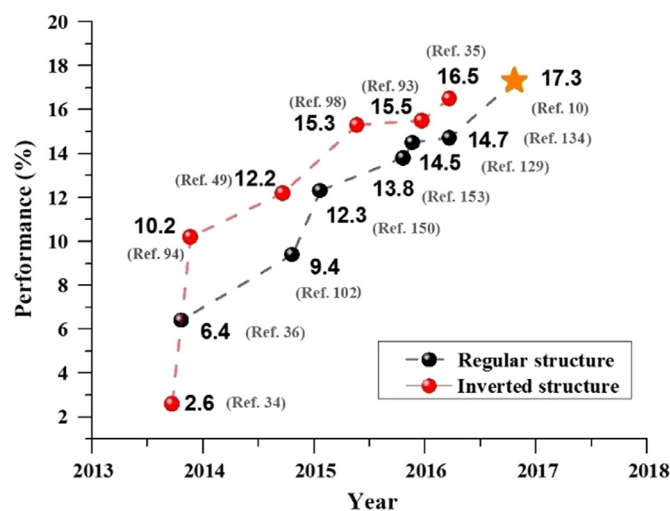 20
18
16
14
12
10
8
6
4
2
Performance (%)
2013 2014 2015 2016 2017 2018
Year
(Ref. 35)
16.5
17.3
(Ref. 10)
(Ref. 93)
15.5
(Ref. 98)
15.3
14.7 (Ref. 134)
14.5 (Ref. 129)
13.8 (Ref. 153)
(Ref. 49) 12.2
12.3
(Ref. 150)
10.2
(Ref. 94)
9.4
(Ref. 102)
6.4 (Ref. 36)
2.6 (Ref. 34)
Regular structure
Inverted structure